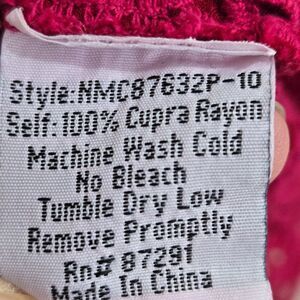 Style:NMC87632P-10
Self:100% Cupra Rayon
Machine Wash Cold
No Bleach
Tumble Dry Low
Remove Promptly
Rn# 87291
Made In China